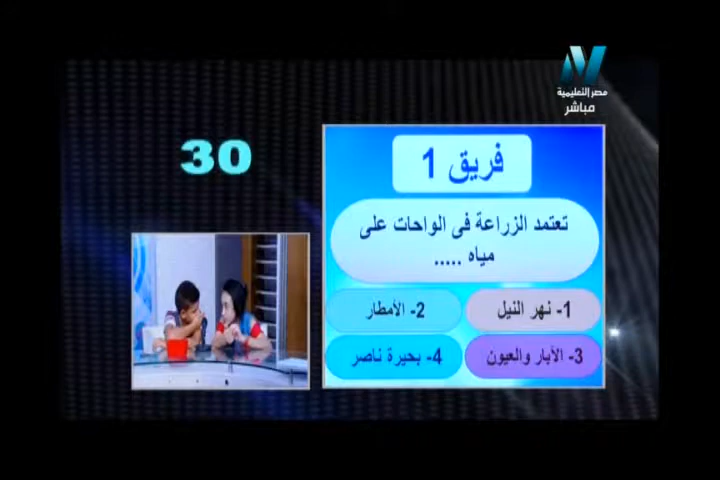 مصر التعليمية
مباشر
30
فريق 1
تعتمد الزراعة فى الواحات على
مياه .....
1- نهر النيل
2- الأمطار
3- الآبار والعيون
4- بحيرة ناصر